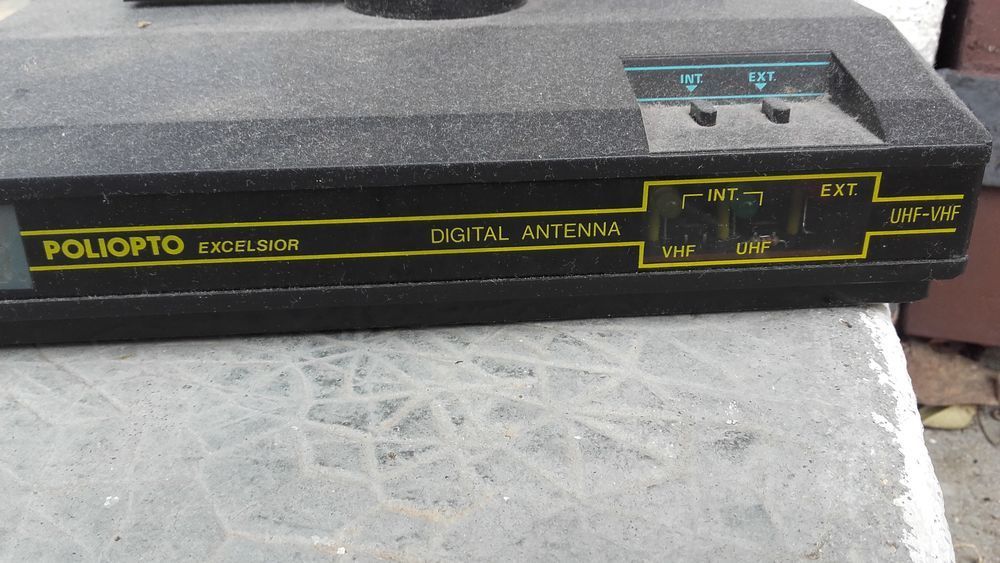 INT. EXT.
POLIOPTO EXCELSIOR DIGITAL ANTENNA INT. EXT. UHF-VHF
VHF UHF